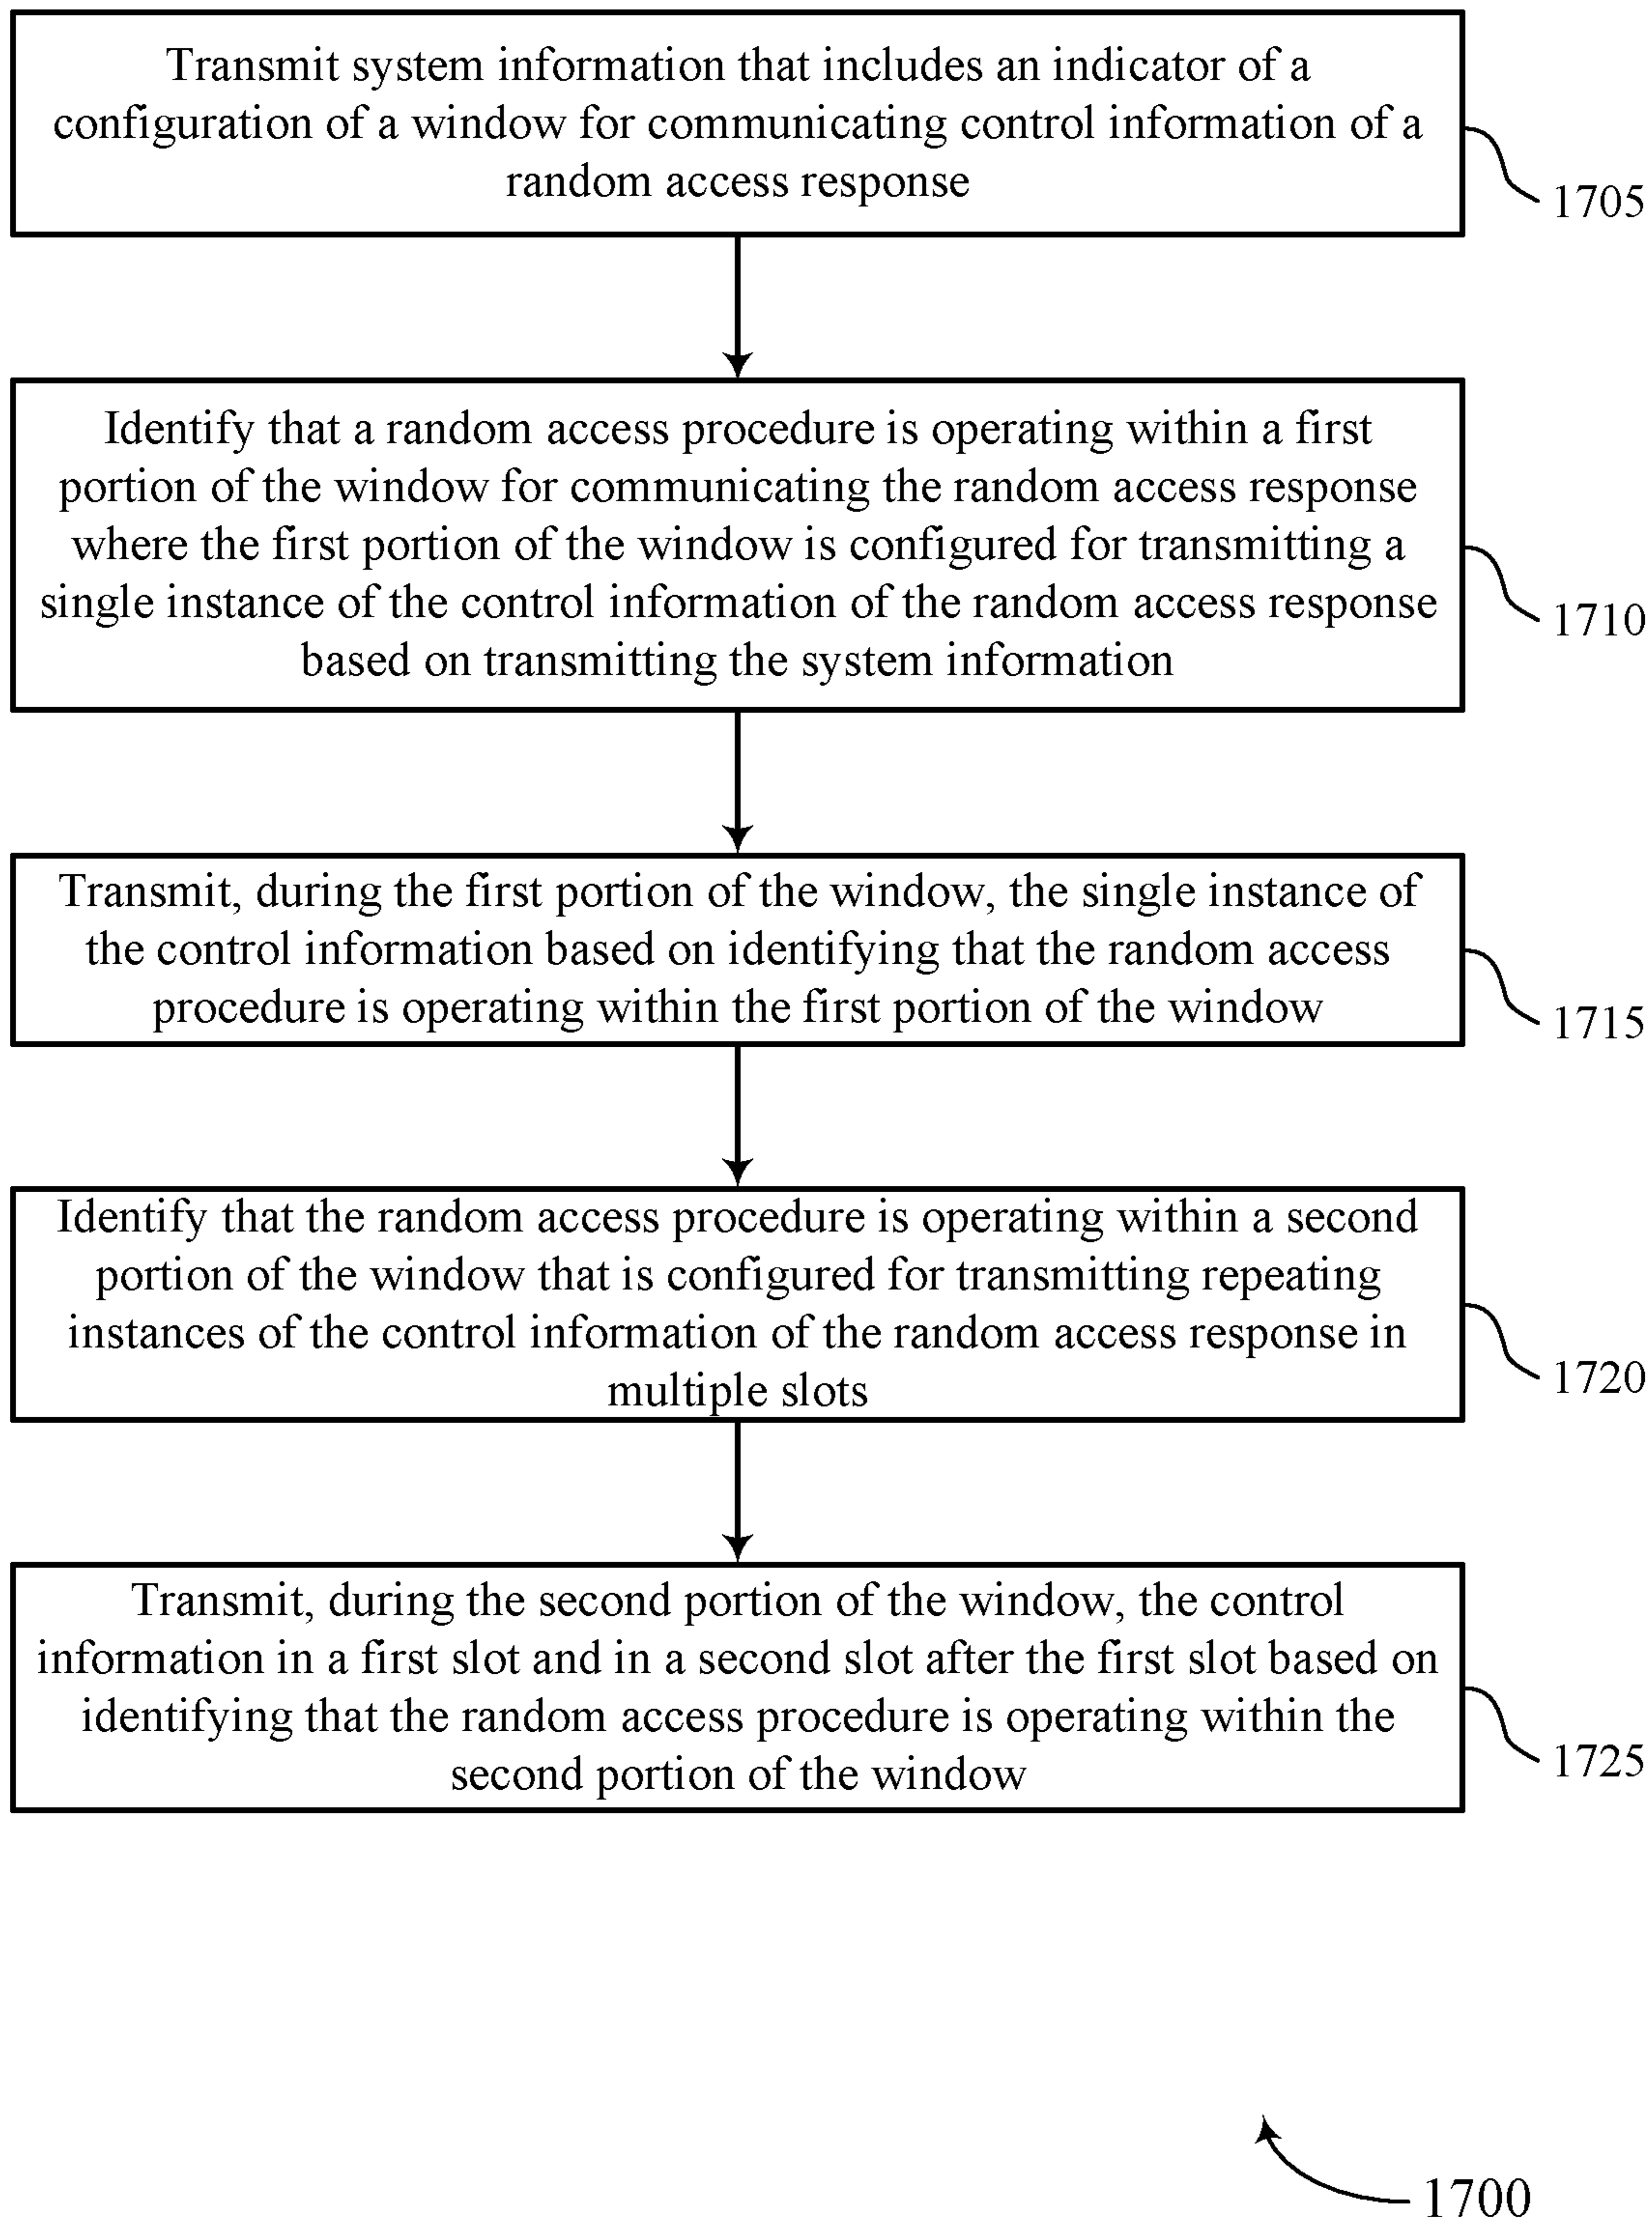 Transmit system information that includes an indicator of a
configuration of a window for communicating control information of a
random access response
1705
Identify that a random access procedure is operating within a first
portion of the window for communicating the random access response
where the first portion of the window is configured for transmitting a
single instance of the control information of the random access response
based on transmitting the system information
1710
Transmit, during the first portion of the window, the single instance of
the control information based on identifying that the random access
procedure is operating within the first portion of the window
1715
Identify that the random access procedure is operating within a second
portion of the window that is configured for transmitting repeating
instances of the control information of the random access response in
multiple slots
1720
Transmit, during the second portion of the window, the control
information in a first slot and in a second slot after the first slot based on
identifying that the random access procedure is operating within the
second portion of the window
1725
1700